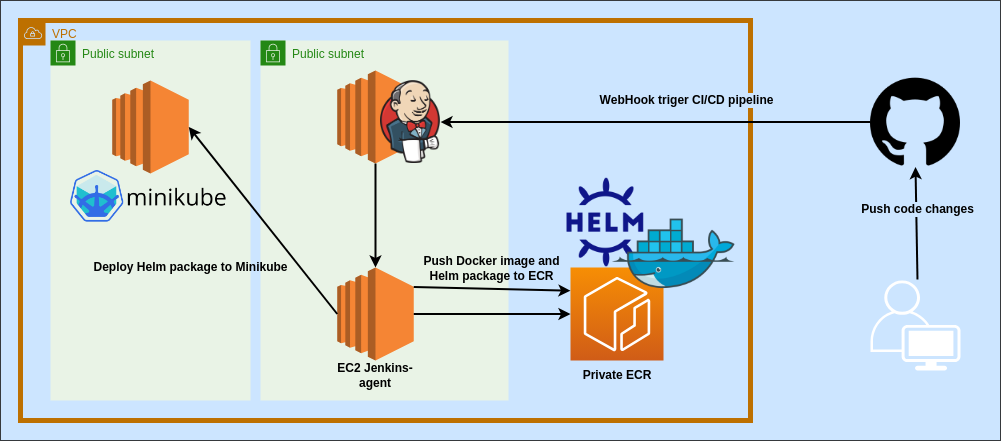 VPC
Public subnet
Public subnet
WebHook triger CI/CD pipeline
minikube
HELM
Push code changes
Deploy Helm package to Minikube
Push Docker image and
Helm package to ECR
EC2 Jenkins-
agent
Private ECR